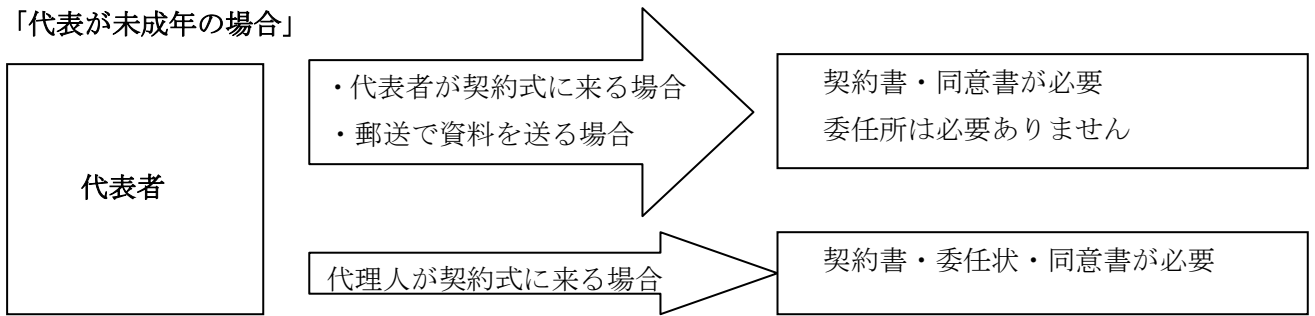 「代表が未成年の場合」
代表者
・代表者が契約式に来る場合
・郵送で資料を送る場合
契約書・同意書が必要
委任所は必要ありません
代理人が契約式に来る場合
契約書・委任状・同意書が必要